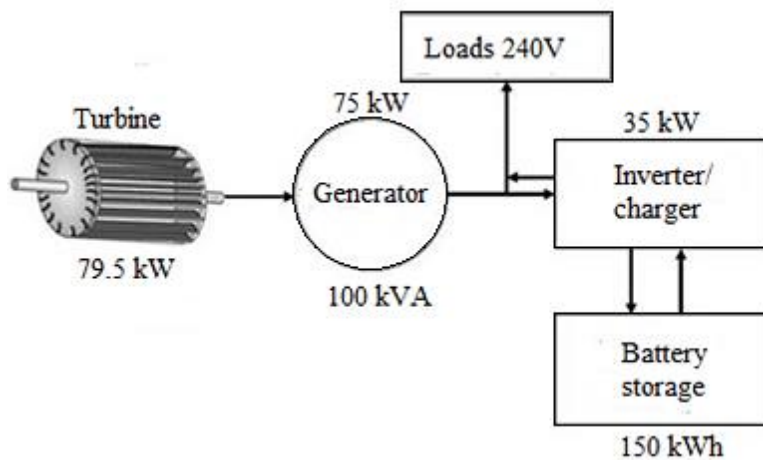 Loads 240V
75 kW
Turbine
35 kW
Generator
Inverter/
charger
79.5 kW
100 kVA
Battery
storage
150 kWh